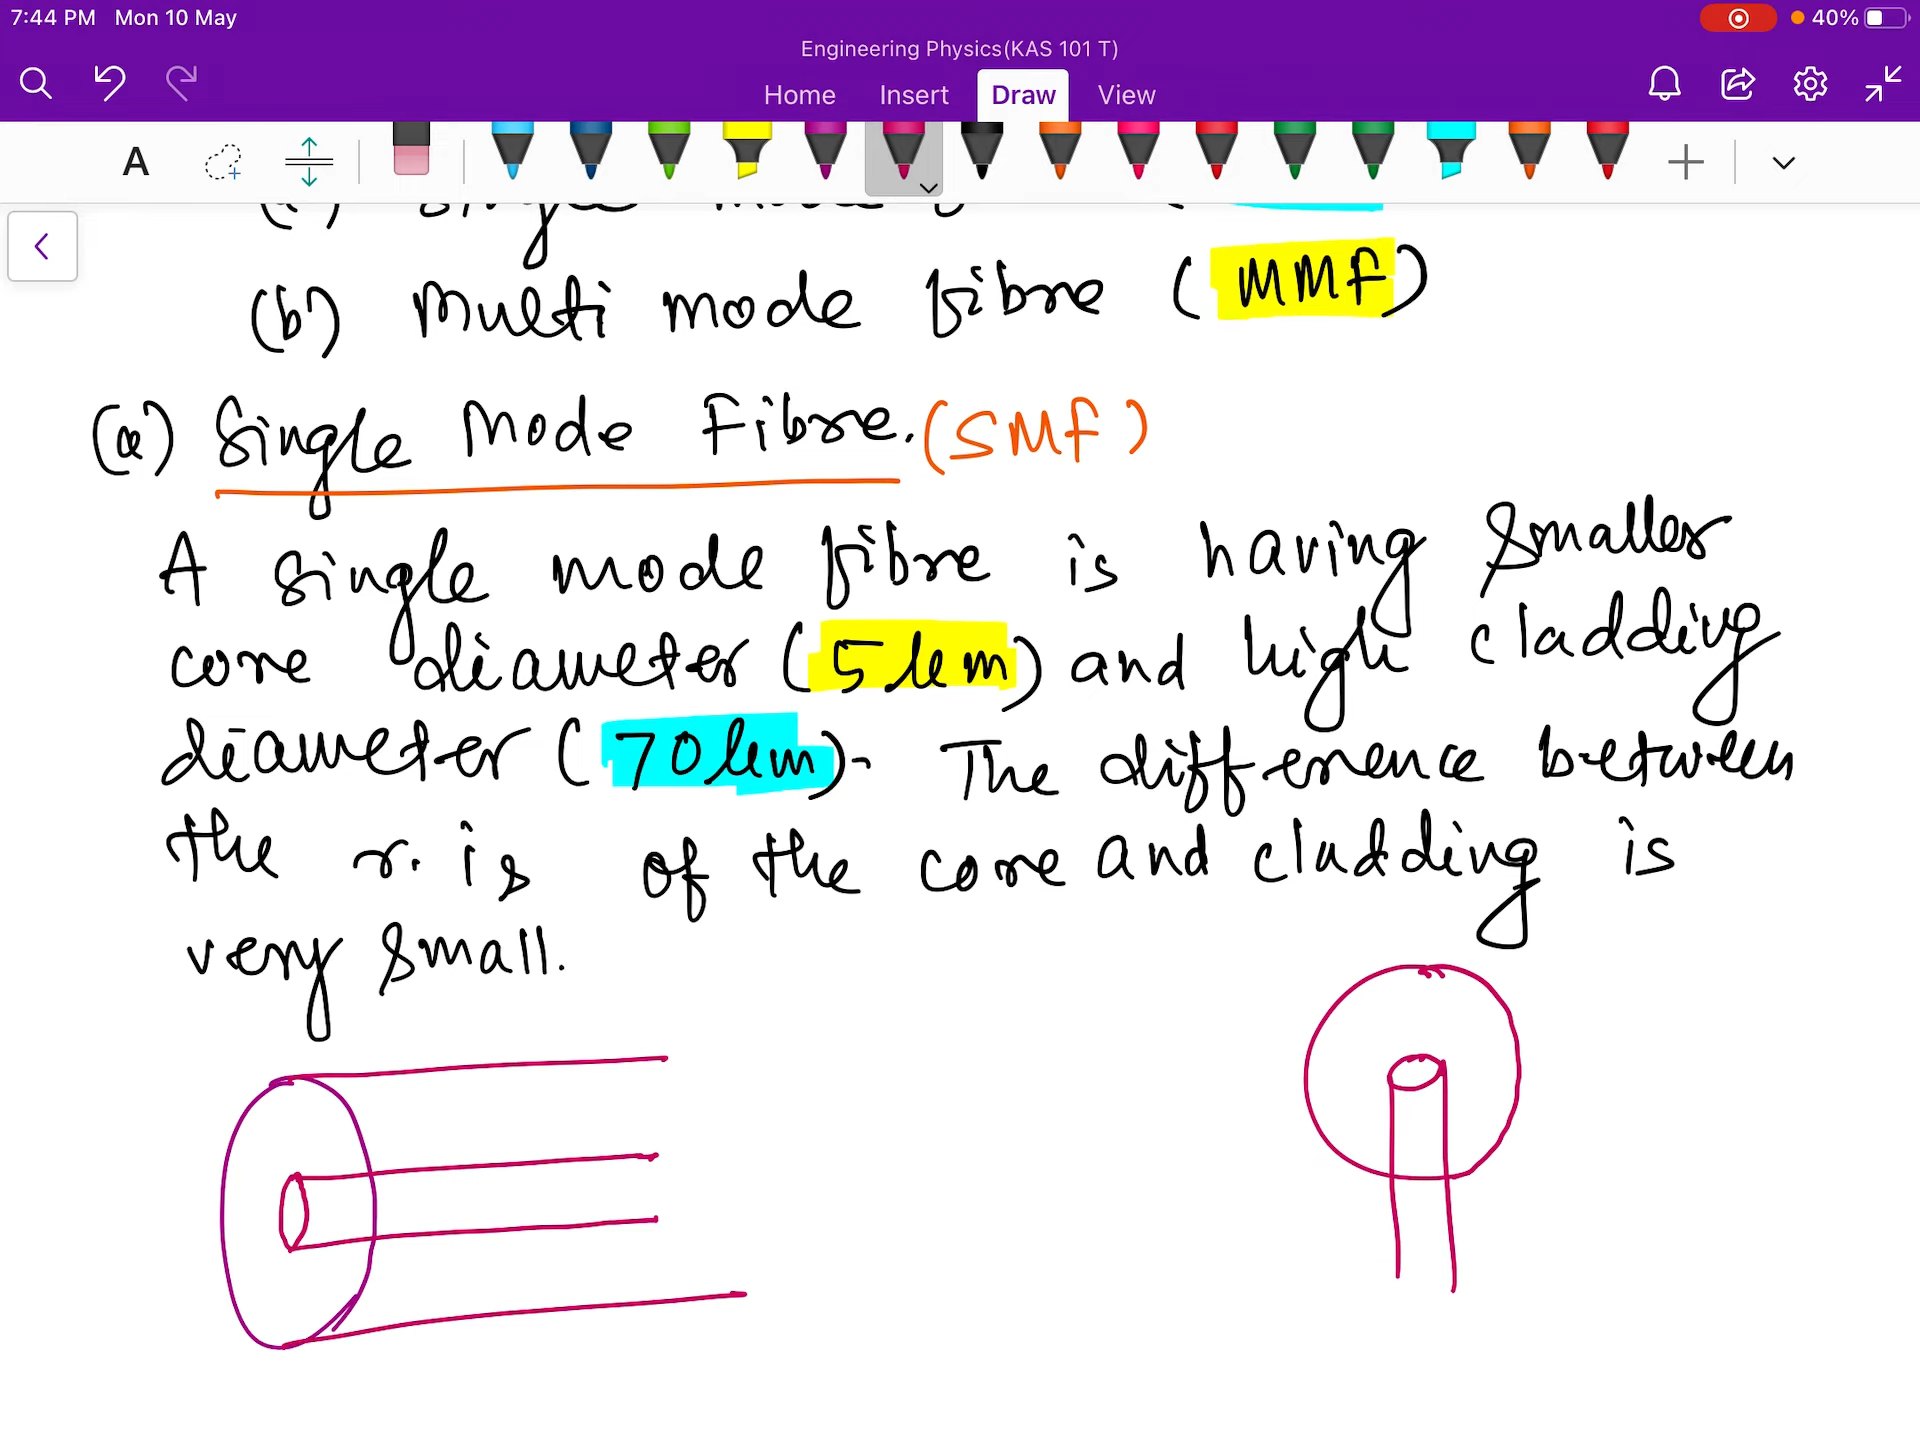 7:44 PM Mon 10 May
40%
Engineering Physics(KAS 101 T)
Home Insert Draw View
A
(b) Multi mode fibre (MMF)
(a) Single Mode Fibre. (SMF)
A single mode fibre is having smaller
core diameter (5 μm) and high cladding
diameter (70 μm). The difference between
the r. i s of the core and cladding is
very small.